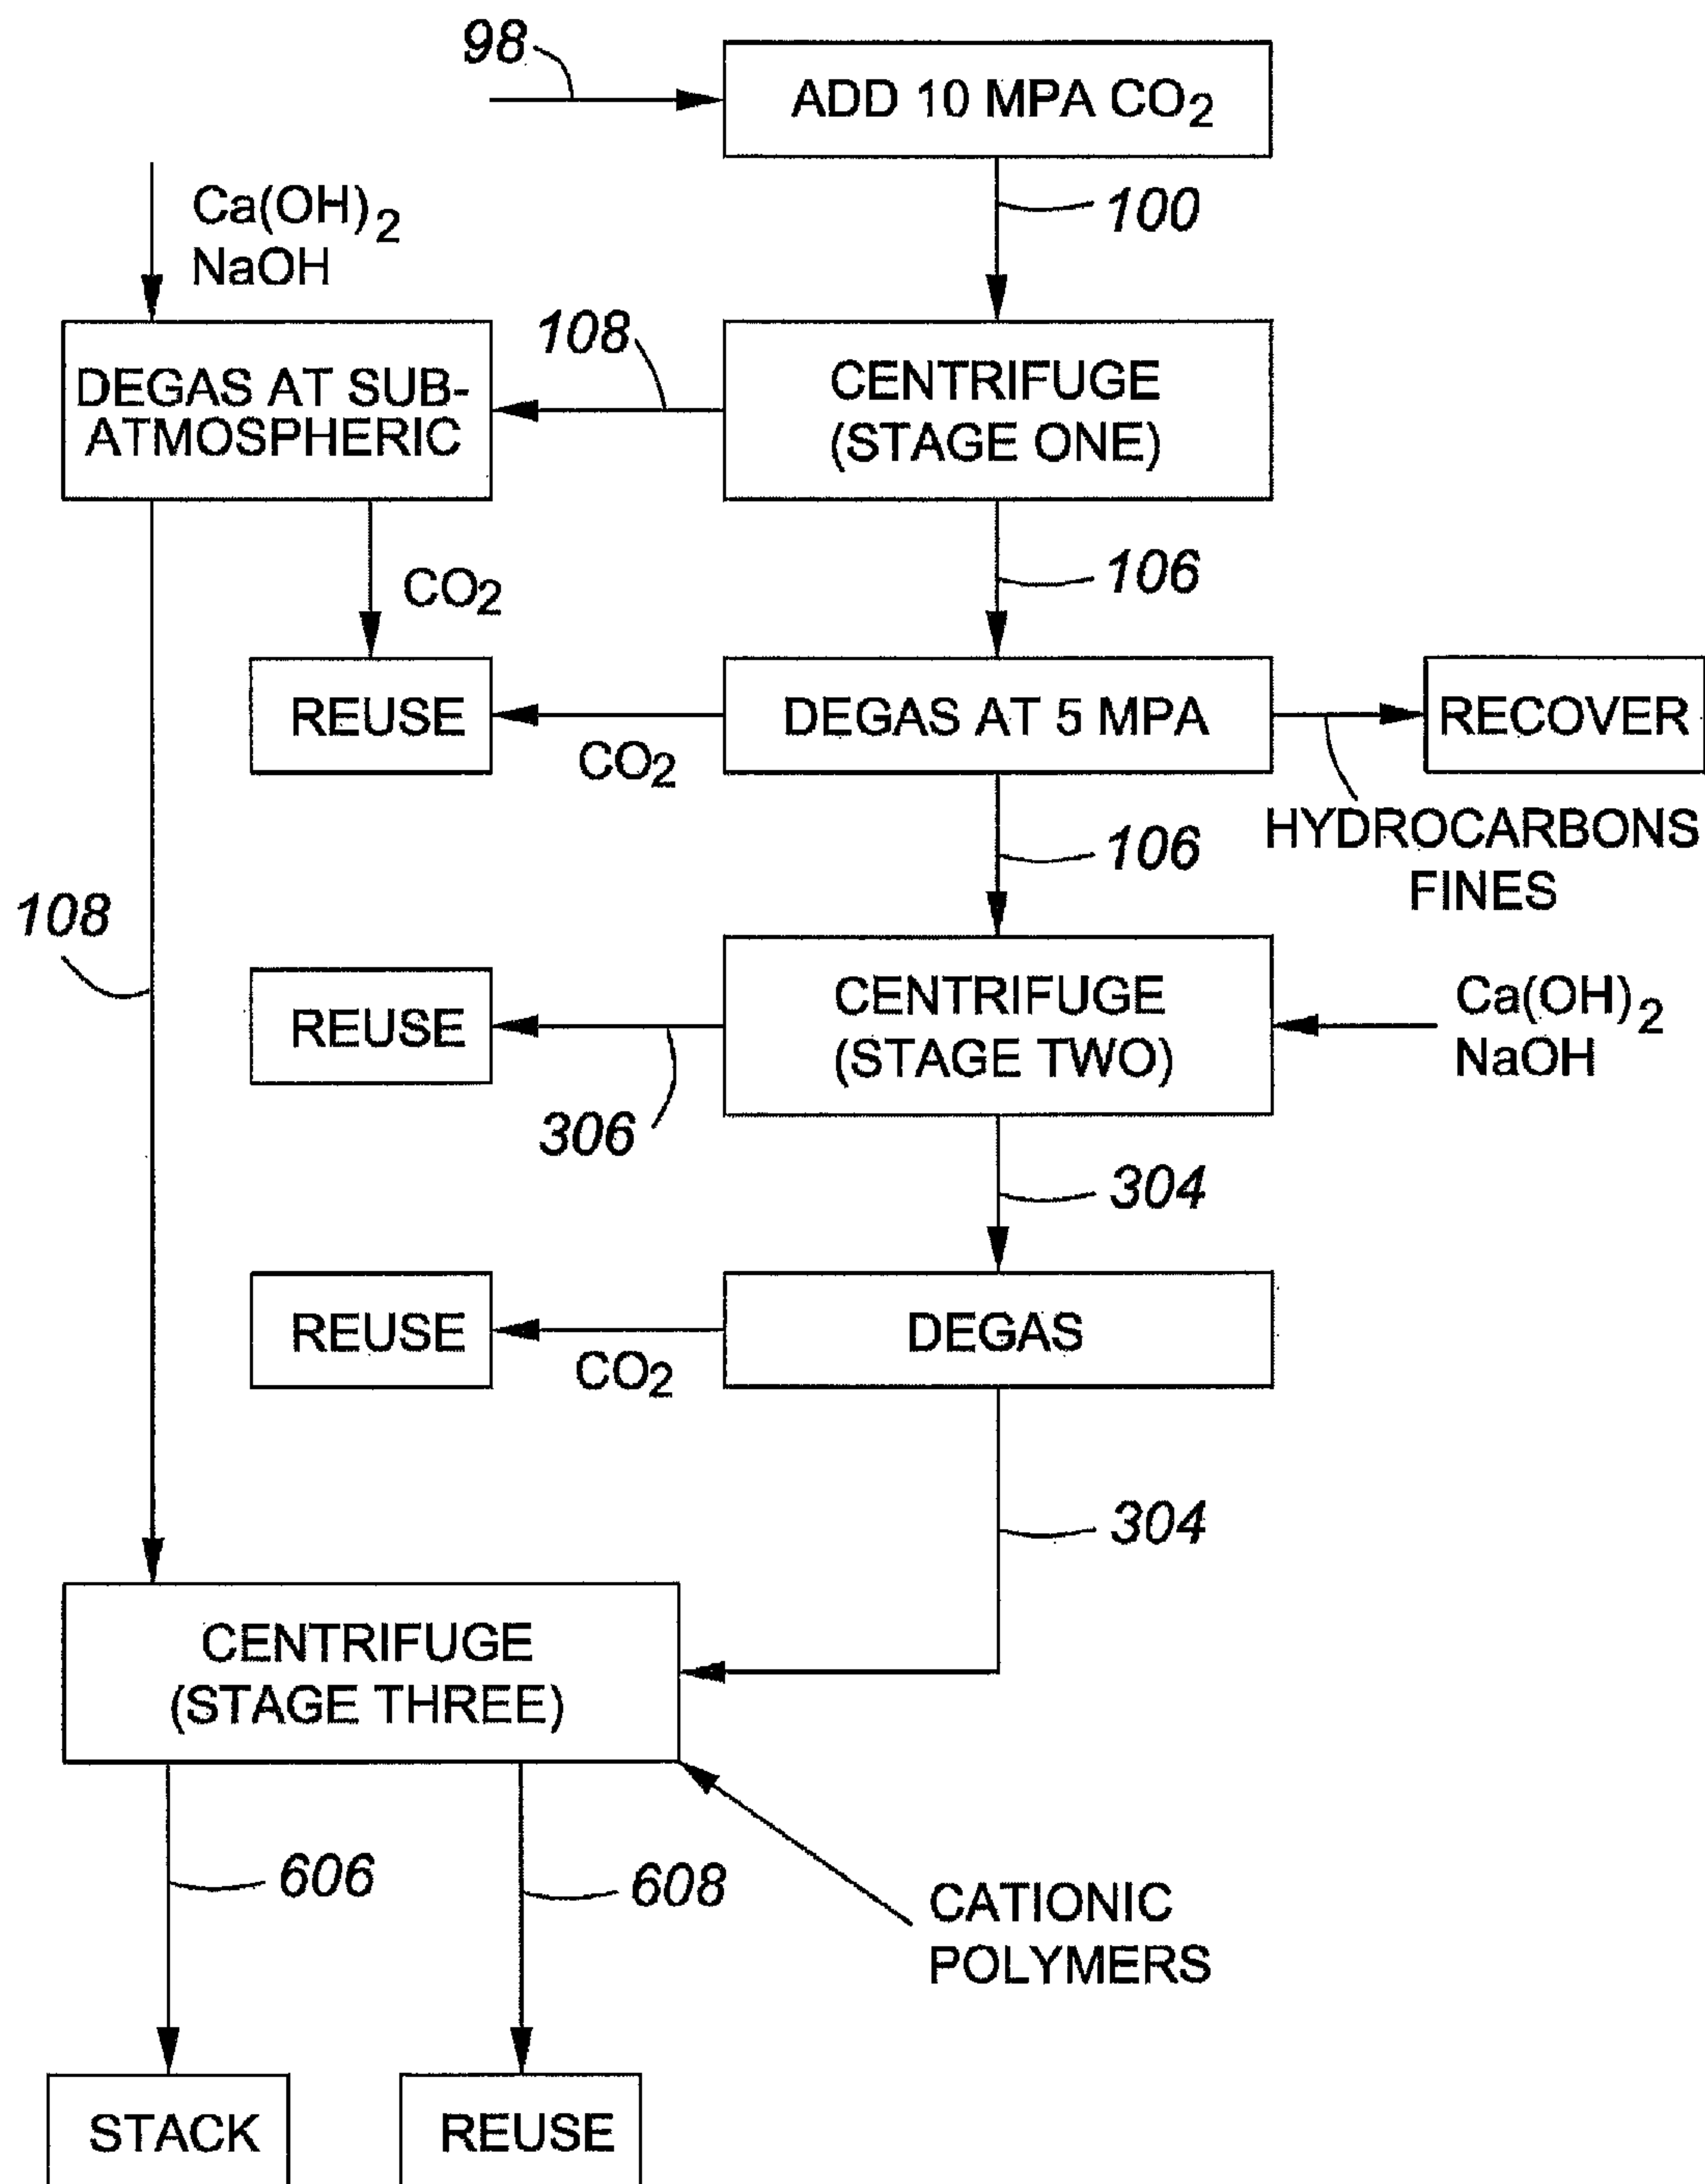 98
ADD 10 MPA CO₂
100
Ca(OH)₂
NaOH
108
DEGAS AT SUB-
ATMOSPHERIC
CENTRIFUGE
(STAGE ONE)
106
CO₂
REUSE
CO₂
DEGAS AT 5 MPA
RECOVER
HYDROCARBONS
FINES
106
108
REUSE
306
CENTRIFUGE
(STAGE TWO)
Ca(OH)₂
NaOH
304
REUSE
CO₂
DEGAS
304
CENTRIFUGE
(STAGE THREE)
606
608
CATIONIC
POLYMERS
STACK
REUSE